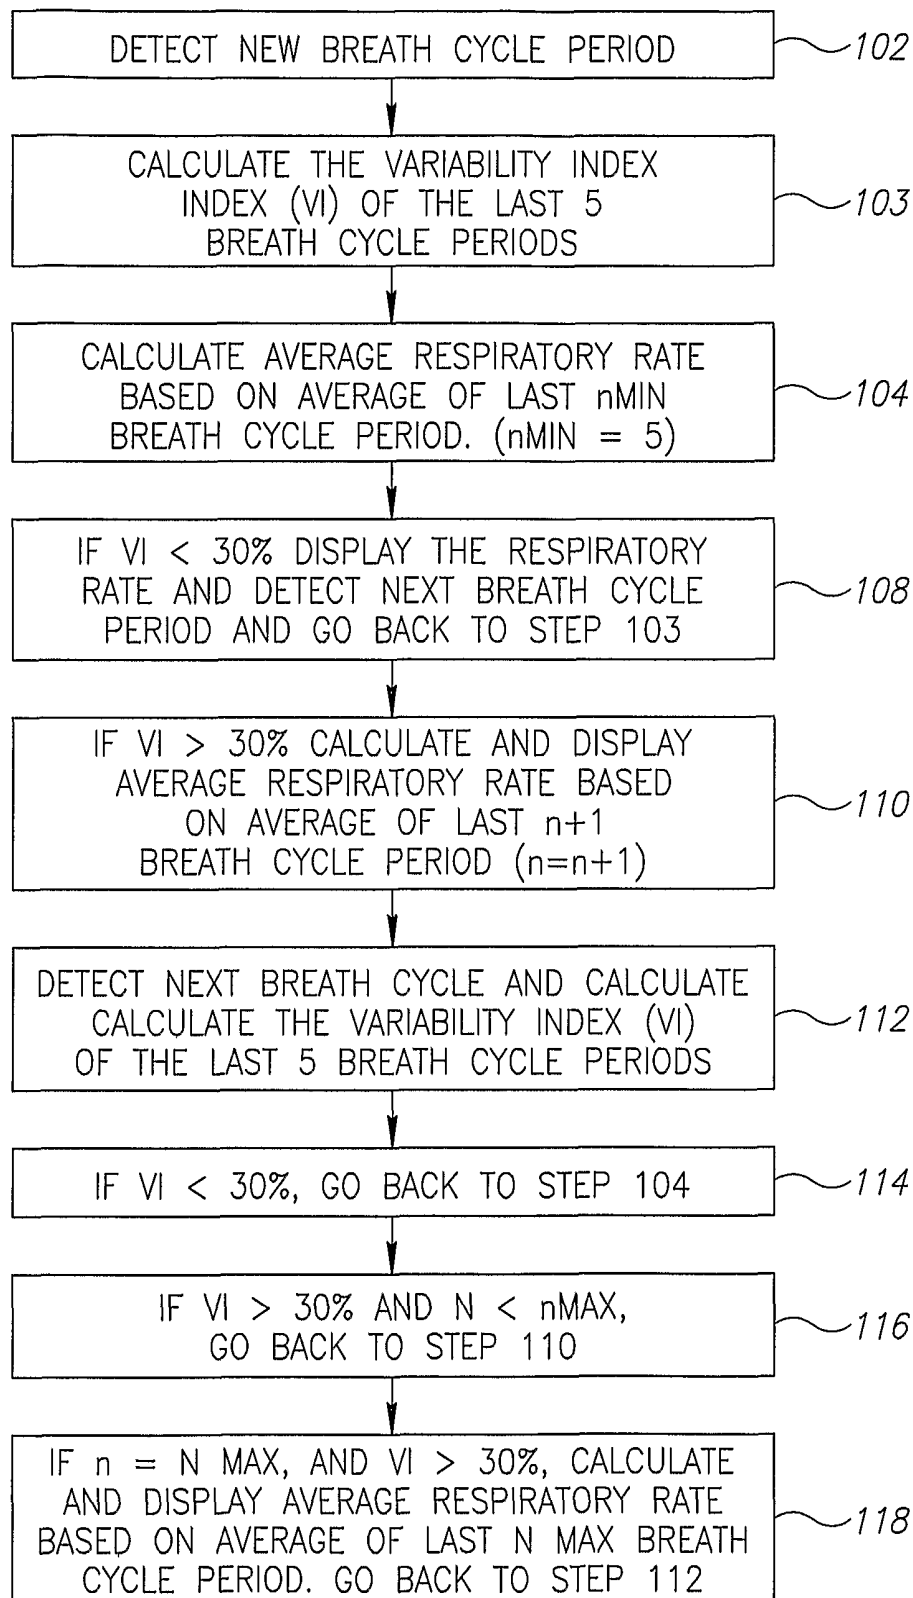 DETECT NEW BREATH CYCLE PERIOD
102
CALCULATE THE VARIABILITY INDEX
INDEX (VI) OF THE LAST 5
BREATH CYCLE PERIODS
103
CALCULATE AVERAGE RESPIRATORY RATE
BASED ON AVERAGE OF LAST nMIN
BREATH CYCLE PERIOD. (nMIN = 5)
104
IF VI < 30% DISPLAY THE RESPIRATORY
RATE AND DETECT NEXT BREATH CYCLE
PERIOD AND GO BACK TO STEP 103
108
IF VI > 30% CALCULATE AND DISPLAY
AVERAGE RESPIRATORY RATE BASED
ON AVERAGE OF LAST n+1
BREATH CYCLE PERIOD (n=n+1)
110
DETECT NEXT BREATH CYCLE AND CALCULATE
CALCULATE THE VARIABILITY INDEX (VI)
OF THE LAST 5 BREATH CYCLE PERIODS
112
IF VI < 30%, GO BACK TO STEP 104
114
IF VI > 30% AND N < nMAX,
GO BACK TO STEP 110
116
IF n = N MAX, AND VI > 30%, CALCULATE
AND DISPLAY AVERAGE RESPIRATORY RATE
BASED ON AVERAGE OF LAST N MAX BREATH
CYCLE PERIOD. GO BACK TO STEP 112
118